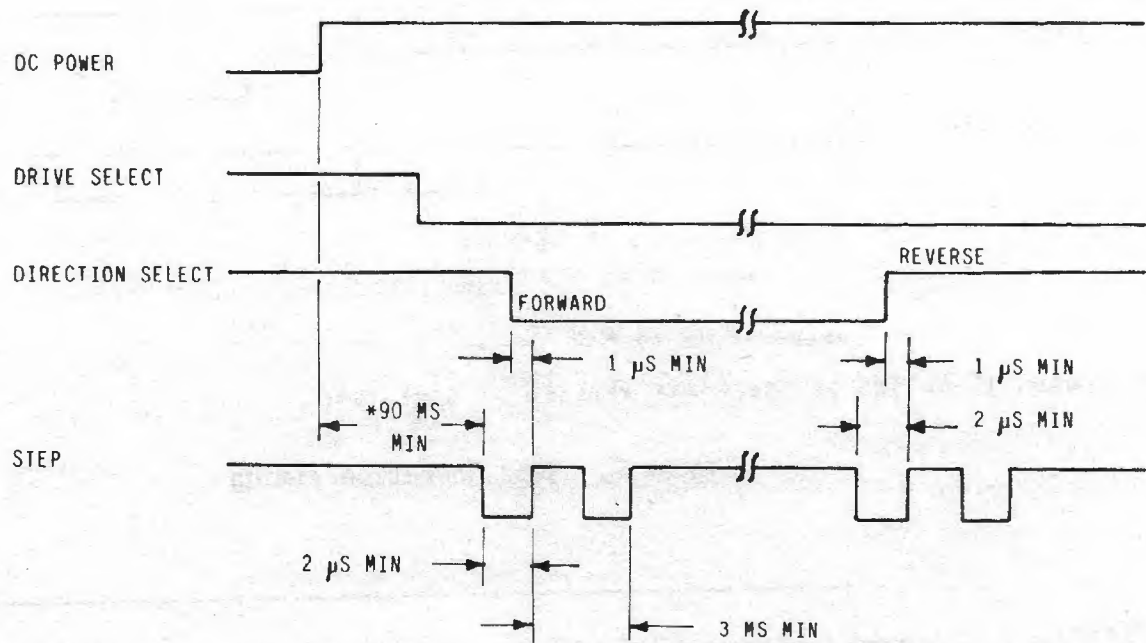 DC POWER
DRIVE SELECT
DIRECTION SELECT
REVERSE
FORWARD
1 µS MIN
1 µS MIN
*90 MS
MIN
2 µS MIN
STEP
2 µS MIN
3 MS MIN